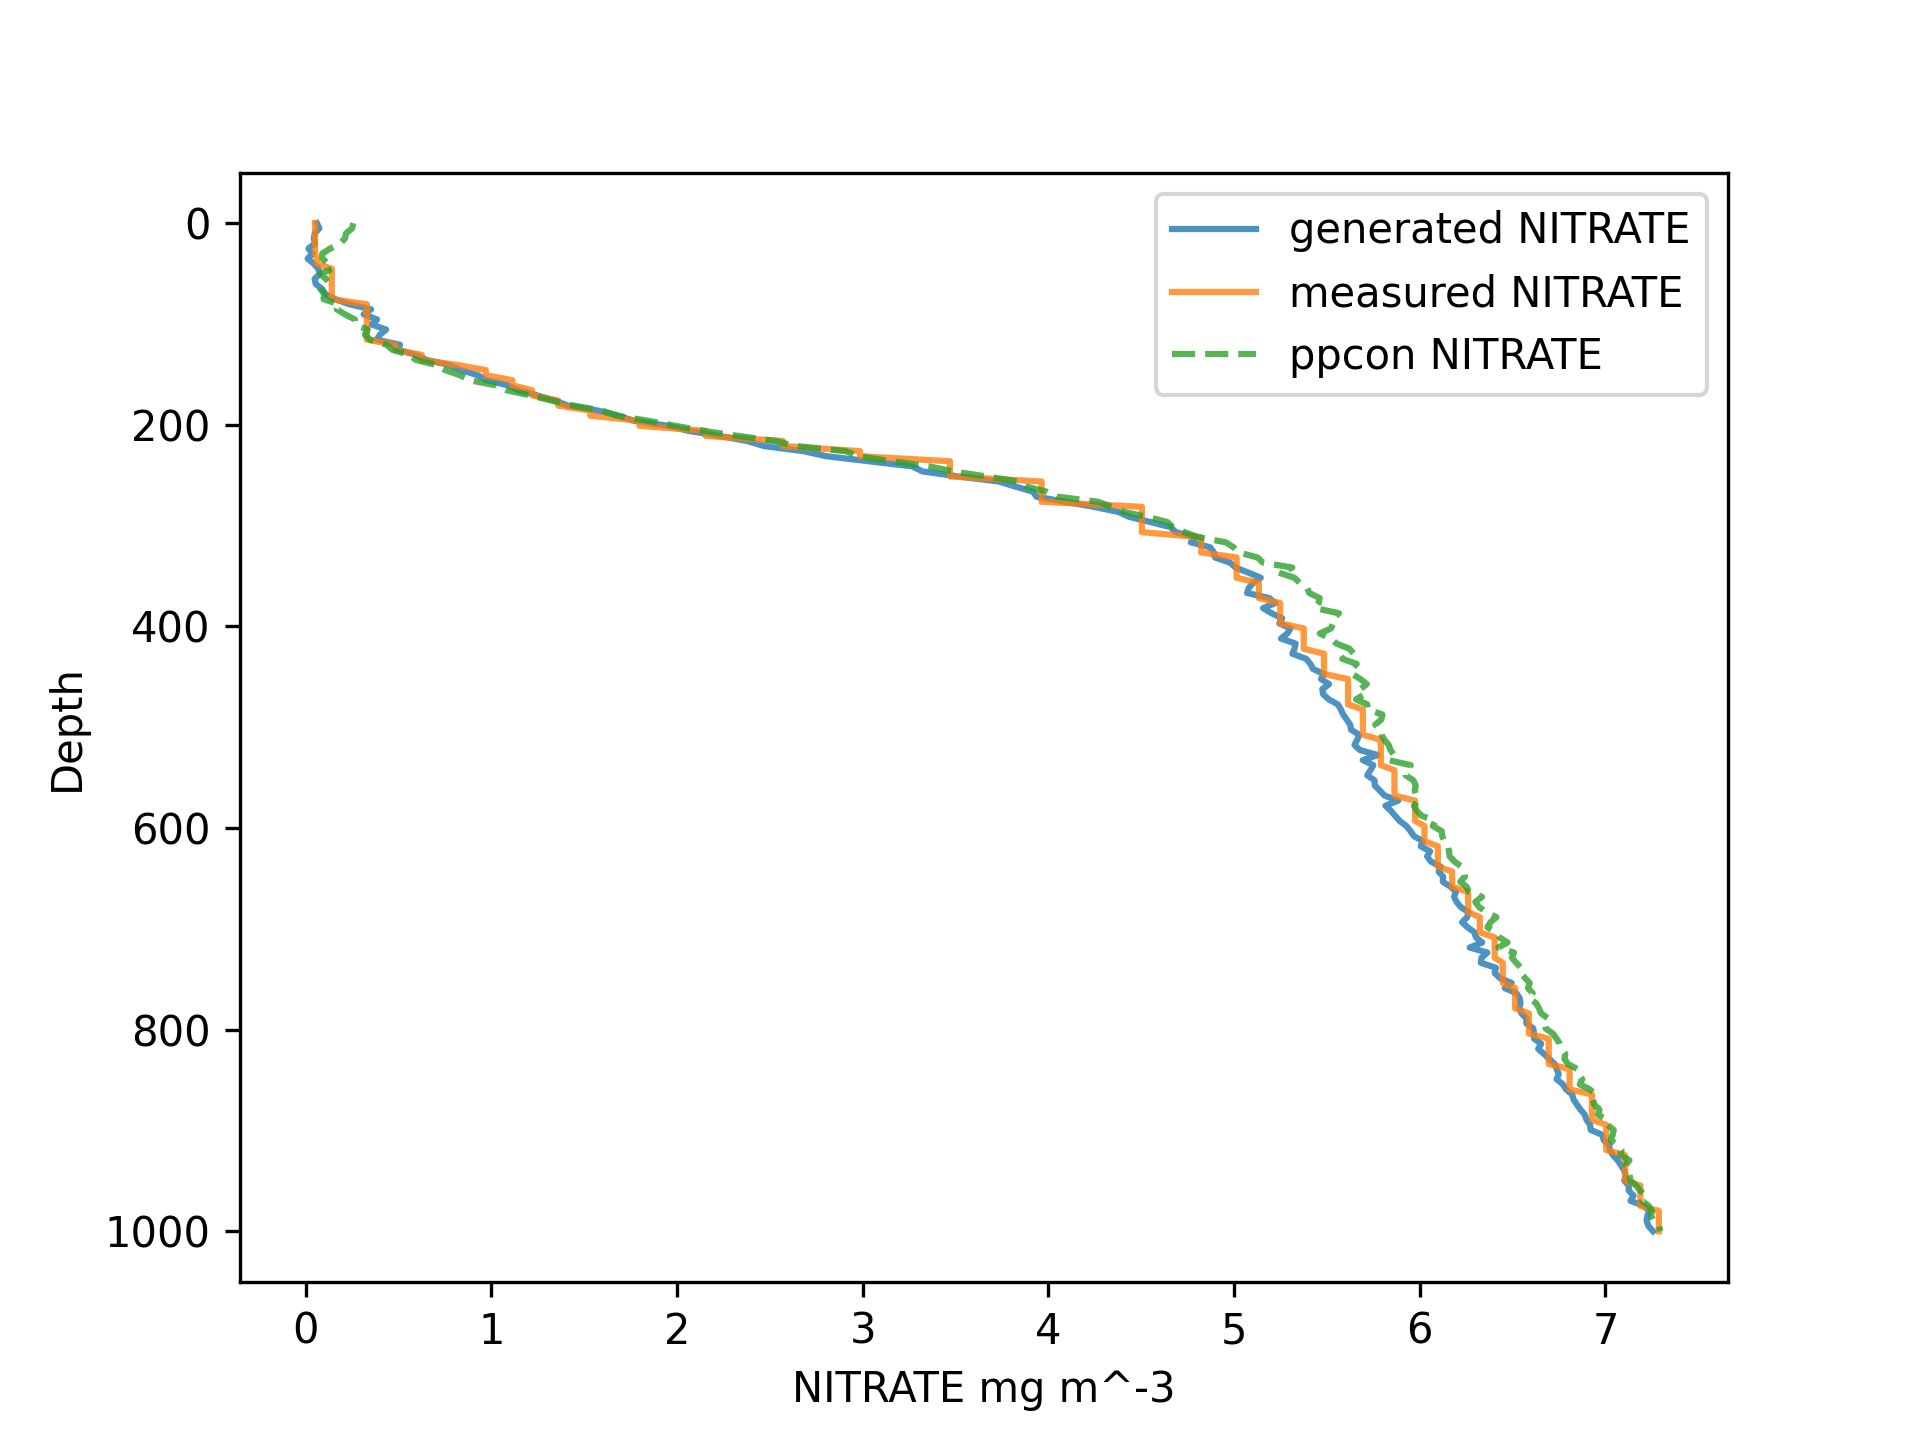 generated NITRATE
measured NITRATE
ppcon NITRATE
0
200
400
600
800
1000
Depth
0 1 2 3 4 5 6 7
NITRATE mg m^-3